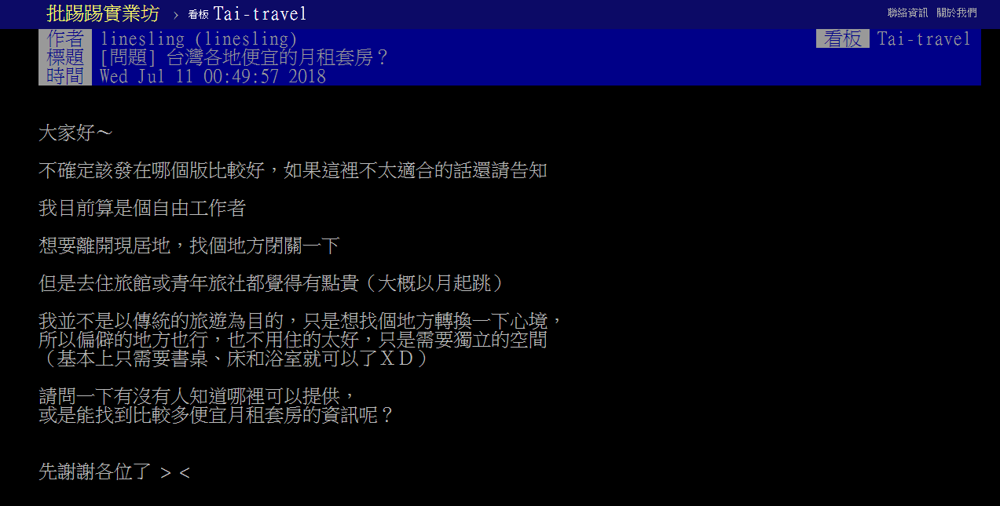 批踢踢實業坊 › 看板 Tai-travel 聯絡資訊 關於我們
作者 linesling (linesling) 看板 Tai-travel
標題 [問題] 台灣各地便宜的月租套房？
時間 Wed Jul 11 00:49:57 2018
大家好～
不確定該發在哪個版比較好，如果這裡不太適合的話還請告知
我目前算是個自由工作者
想要離開現居地，找個地方閉關一下
但是去住旅館或青年旅社都覺得有點貴（大概以月起跳）
我並不是以傳統的旅遊為目的，只是想找個地方轉換一下心境，
所以偏僻的地方也行，也不用住的太好，只是需要獨立的空間
（基本上只需要書桌、床和浴室就可以了ＸＤ）
請問一下有沒有人知道哪裡可以提供，
或是能找到比較多便宜月租套房的資訊呢？
先謝謝各位了 > <